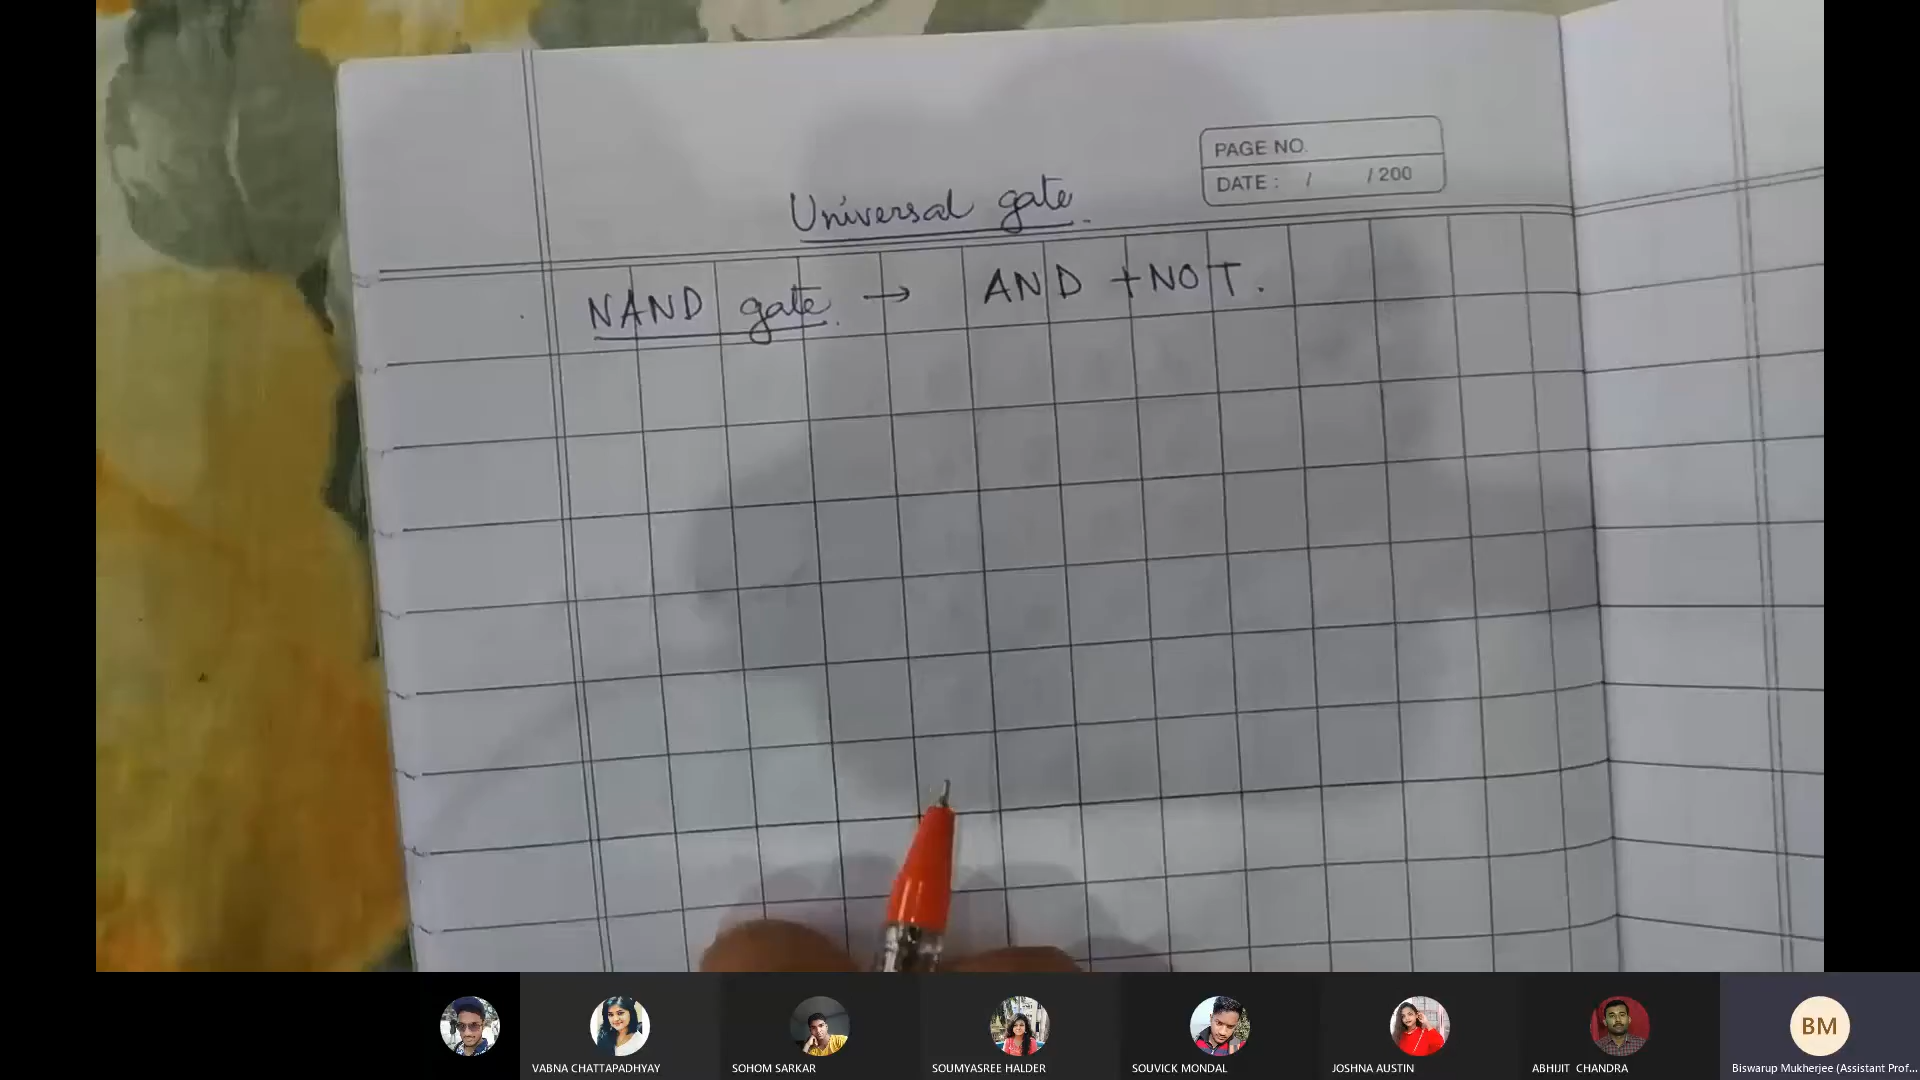 PAGE NO.
DATE : / / 200
Universal gate.
NAND gate. → AND + NOT.
VABNA CHATTAPADHYAY
SOHOM SARKAR
SOUMYASREE HALDER
SOUVICK MONDAL
JOSHNA AUSTIN
ABHIJIT CHANDRA
BM
Biswarup Mukherjee (Assistant Prof...